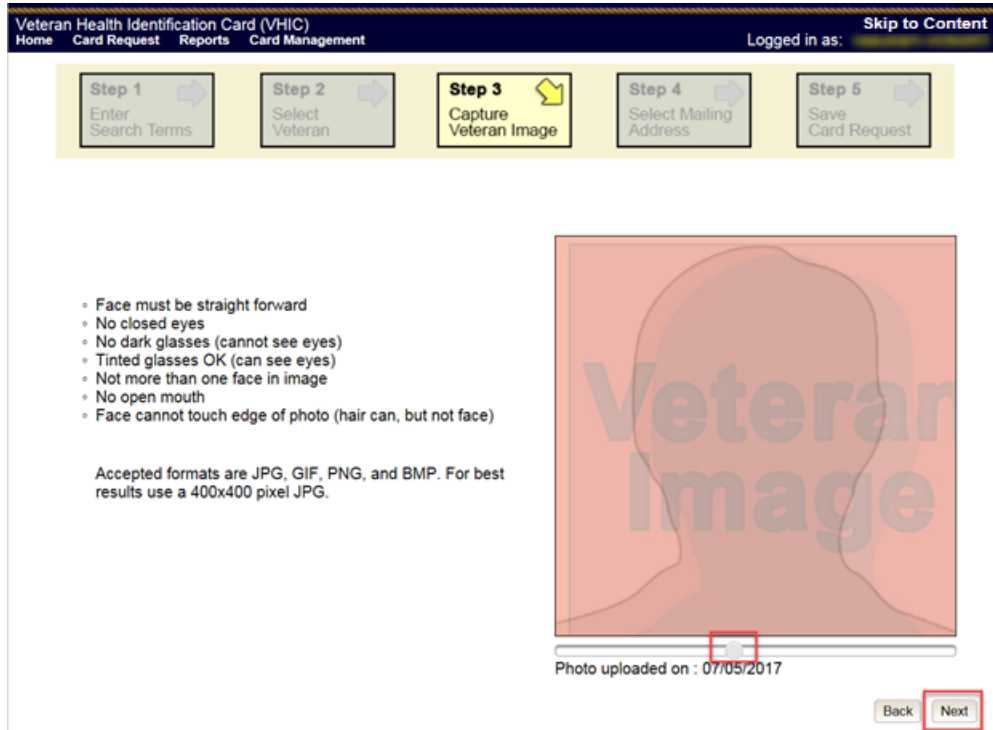 Veteran Health Identification Card (VHIC)
Skip to Content
Home Card Request Reports Card Management
Logged in as:
Step 1
Enter
Search Terms
Step 2
Select
Veteran
Step 3
Capture
Veteran Image
Step 4
Select Mailing
Address
Step 5
Save
Card Request
Face must be straight forward
No closed eyes
No dark glasses (cannot see eyes)
Tinted glasses OK (can see eyes)
Not more than one face in image
No open mouth
Face cannot touch edge of photo (hair can, but not face)
Accepted formats are JPG, GIF, PNG, and BMP. For best
results use a 400x400 pixel JPG.
Veteran
Image
Photo uploaded on : 07/05/2017
Back Next